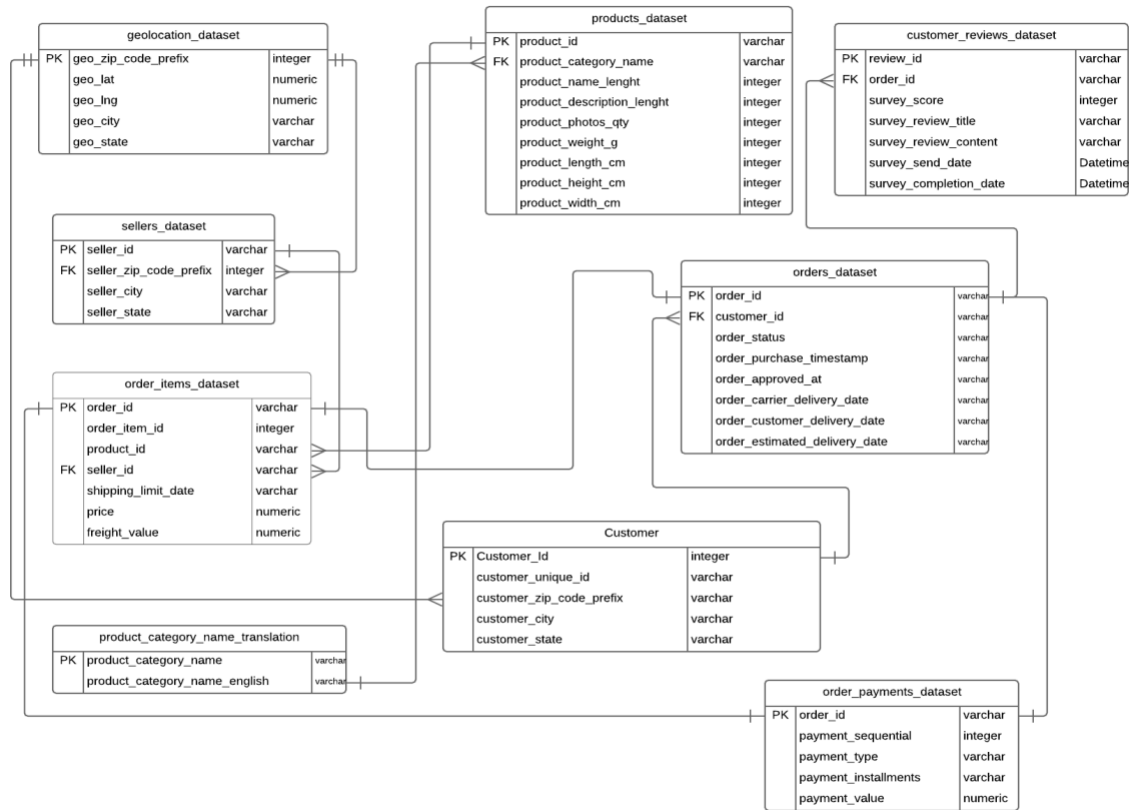 geolocation_dataset
PK geo_zip_code_prefix integer
geo_lat numeric
geo_lng numeric
geo_city varchar
geo_state varchar
products_dataset
PK product_id varchar
FK product_category_name varchar
product_name_lenght integer
product_description_lenght integer
product_photos_qty integer
product_weight_g integer
product_length_cm integer
product_height_cm integer
product_width_cm integer
customer_reviews_dataset
PK review_id varchar
FK order_id varchar
survey_score integer
survey_review_title varchar
survey_review_content varchar
survey_send_date Datetime
survey_completion_date Datetime
sellers_dataset
PK seller_id varchar
FK seller_zip_code_prefix integer
seller_city varchar
seller_state varchar
orders_dataset
PK order_id varchar
FK customer_id varchar
order_status varchar
order_purchase_timestamp varchar
order_approved_at varchar
order_carrier_delivery_date varchar
order_customer_delivery_date varchar
order_estimated_delivery_date varchar
order_items_dataset
PK order_id varchar
order_item_id integer
product_id varchar
FK seller_id varchar
shipping_limit_date varchar
price numeric
freight_value numeric
Customer
PK Customer_Id integer
customer_unique_id varchar
customer_zip_code_prefix varchar
customer_city varchar
customer_state varchar
product_category_name_translation
PK product_category_name varchar
product_category_name_english varchar
order_payments_dataset
PK order_id varchar
payment_sequential integer
payment_type varchar
payment_installments varchar
payment_value numeric